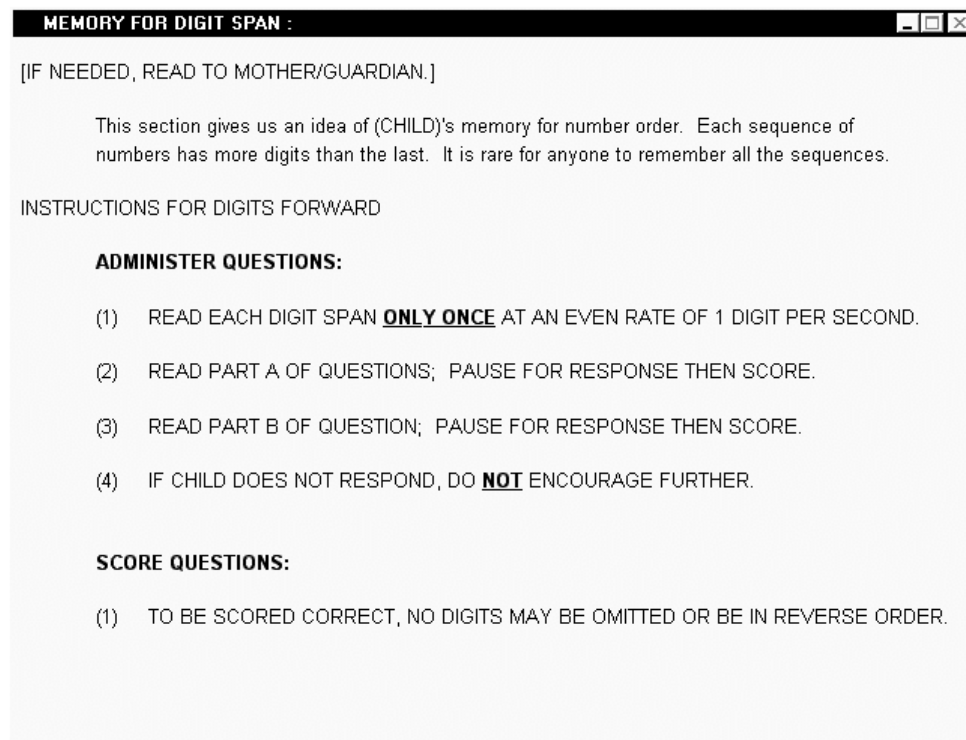 MEMORY FOR DIGIT SPAN :
[IF NEEDED, READ TO MOTHER/GUARDIAN.]
This section gives us an idea of (CHILD)'s memory for number order. Each sequence of
numbers has more digits than the last. It is rare for anyone to remember all the sequences.
INSTRUCTIONS FOR DIGITS FORWARD
ADMINISTER QUESTIONS:
(1) READ EACH DIGIT SPAN ONLY ONCE AT AN EVEN RATE OF 1 DIGIT PER SECOND.
(2) READ PART A OF QUESTIONS; PAUSE FOR RESPONSE THEN SCORE.
(3) READ PART B OF QUESTION; PAUSE FOR RESPONSE THEN SCORE.
(4) IF CHILD DOES NOT RESPOND, DO NOT ENCOURAGE FURTHER.
SCORE QUESTIONS:
(1) TO BE SCORED CORRECT, NO DIGITS MAY BE OMITTED OR BE IN REVERSE ORDER.